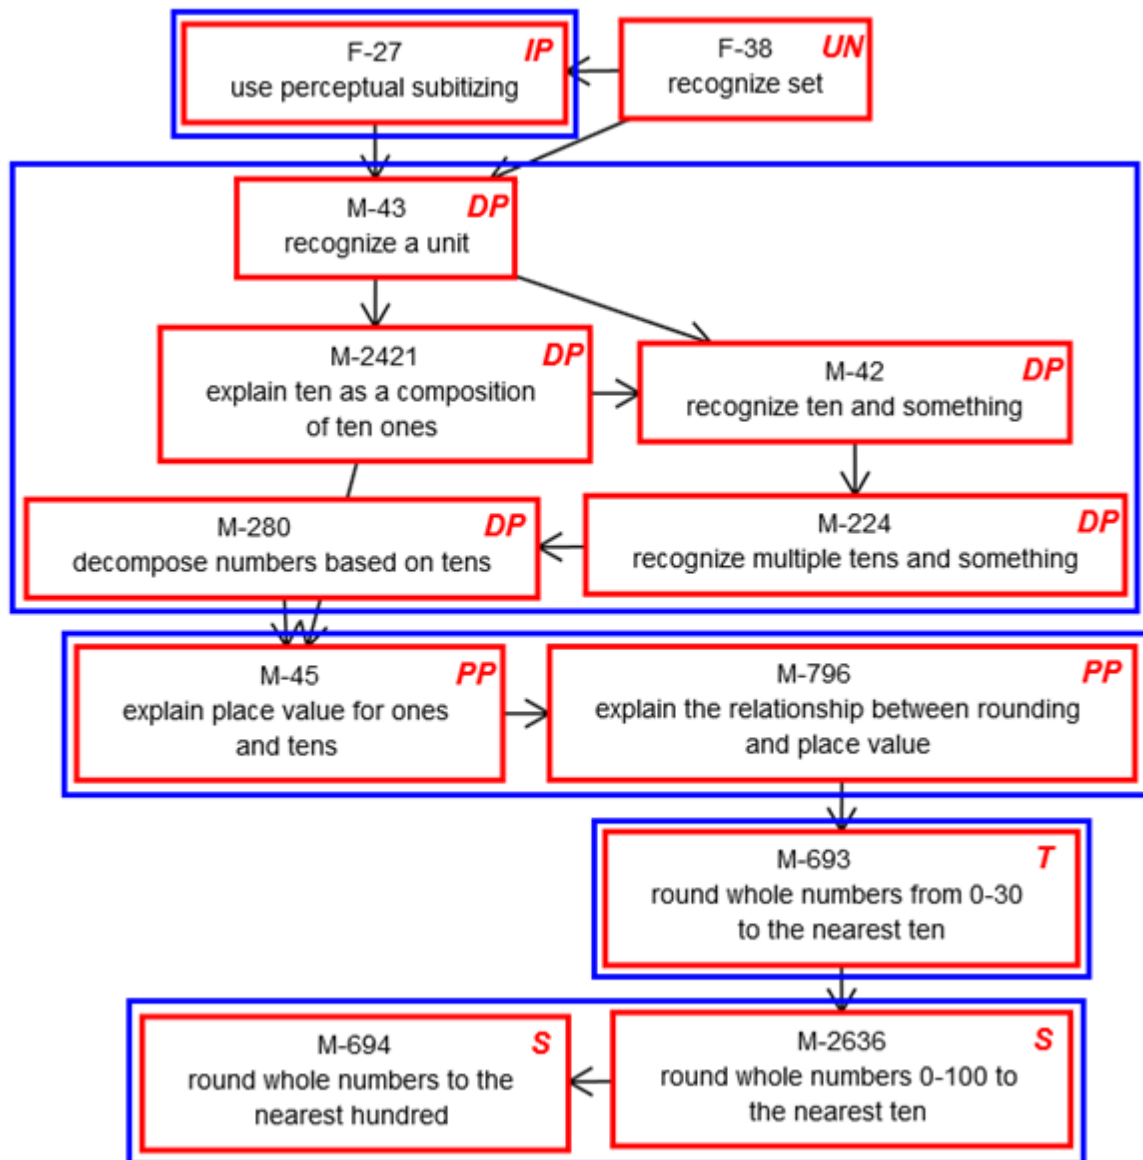 F-27
IP
use perceptual subitizing
F-38
UN
recognize set
M-43
DP
recognize a unit
M-2421
DP
explain ten as a composition
of ten ones
M-42
DP
recognize ten and something
M-280
DP
decompose numbers based on tens
M-224
DP
recognize multiple tens and something
M-45
PP
explain place value for ones
and tens
M-796
PP
explain the relationship between rounding
and place value
M-693
T
round whole numbers from 0-30
to the nearest ten
M-694
S
round whole numbers to the
nearest hundred
M-2636
S
round whole numbers 0-100 to
the nearest ten